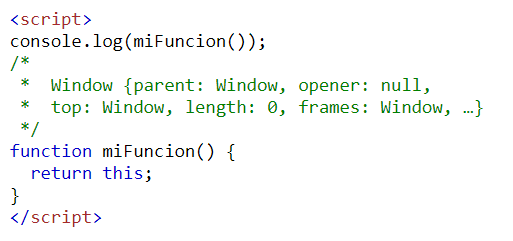 <script>
console.log(miFuncion());
/*
 *  Window {parent: Window, opener: null,
 *  top: Window, length: 0, frames: Window, …}
 */
function miFuncion() {
  return this;
}
</script>